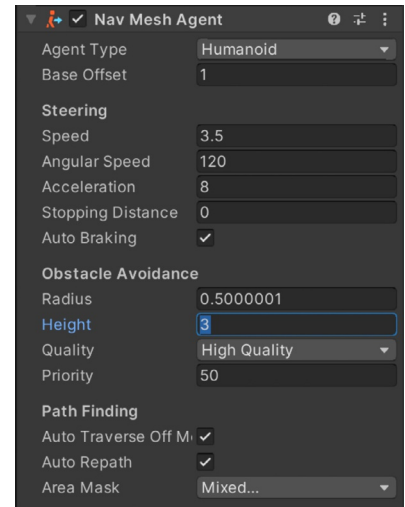 Nav Mesh Agent
Agent Type Humanoid
Base Offset 1
Steering
Speed 3.5
Angular Speed 120
Acceleration 8
Stopping Distance 0
Auto Braking
Obstacle Avoidance
Radius 0.5000001
Height 3
Quality High Quality
Priority 50
Path Finding
Auto Traverse Off M
Auto Repath
Area Mask Mixed...